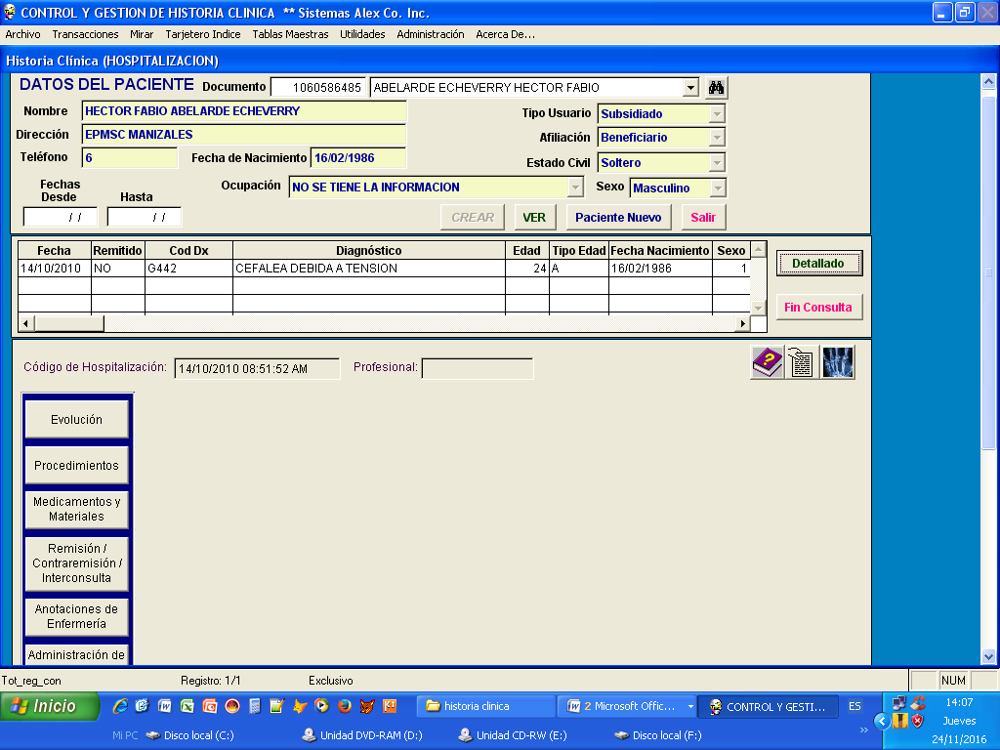 CONTROL Y GESTION DE HISTORIA CLINICA ** Sistemas Alex Co. Inc.
Archivo Transacciones Mirar Tarjetero Indice Tablas Maestras Utilidades Administración Acerca De...
Historia Clínica (HOSPITALIZACION)
DATOS DEL PACIENTE Documento 1060586485 ABELARDE ECHEVERRY HECTOR FABIO
Nombre HECTOR FABIO ABELARDE ECHEVERRY Tipo Usuario Subsidiado
Dirección EPMSC MANIZALES Afiliación Beneficiario
Teléfono 6 Fecha de Nacimiento 16/02/1986 Estado Civil Soltero
Ocupación NO SE TIENE LA INFORMACION Sexo Masculino
Fechas
Desde Hasta
/ / / / CREAR VER Paciente Nuevo Salir
Fecha Remitido Cod Dx Diagnóstico Edad Tipo Edad Fecha Nacimiento Sexo
14/10/2010 NO G442 CEFALEA DEBIDA A TENSION 24 A 16/02/1986 1
Detallado
Fin Consulta
Código de Hospitalización: 14/10/2010 08:51:52 AM Profesional:
Evolución
Procedimientos
Medicamentos y
Materiales
Remisión /
Contraremisión /
Interconsulta
Anotaciones de
Enfermería
Administración de
Tot_reg_con Registro: 1/1 Exclusivo NUM
Inicio historia clinica 2 Microsoft Offic... CONTROL Y GESTI... ES 14:07
Mi PC Disco local (C:) Unidad DVD-RAM (D:) Unidad CD-RW (E:) Disco local (F:) Jueves
24/11/2016